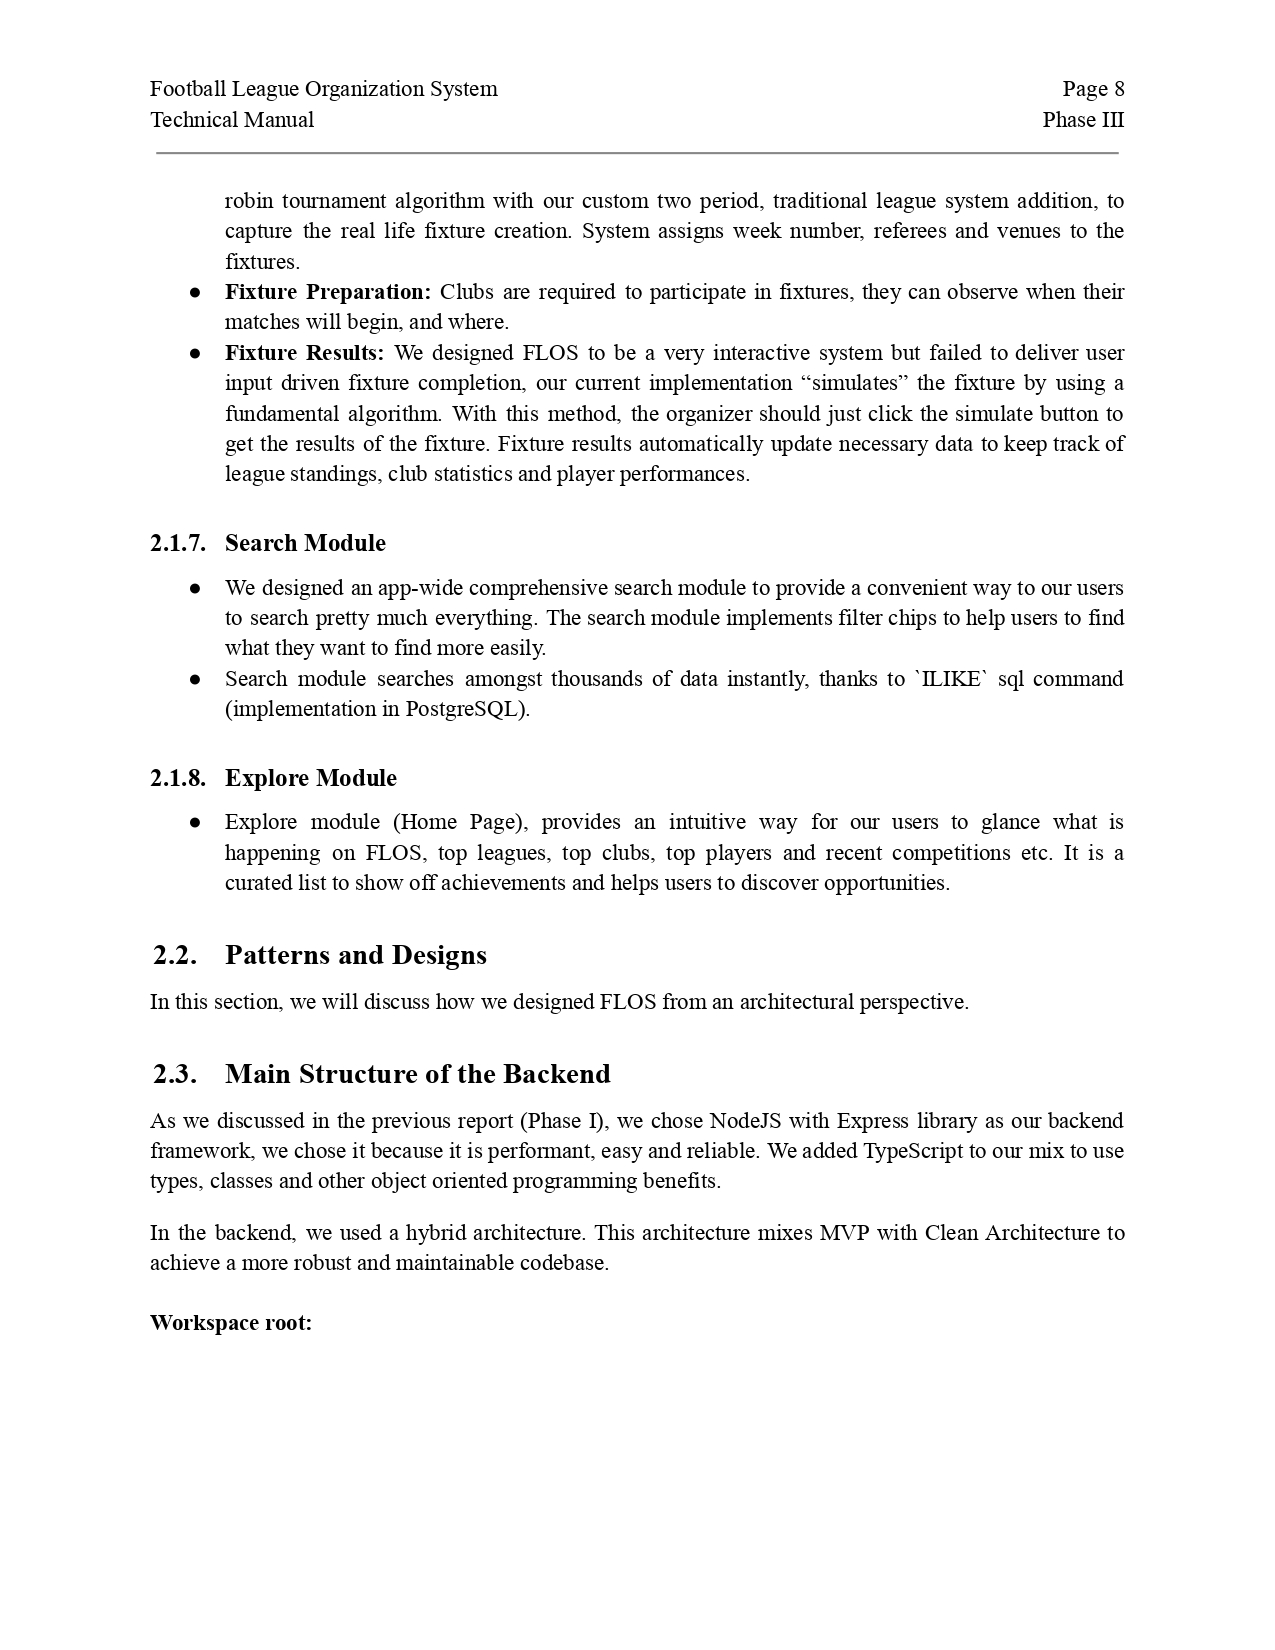 Football League Organization System Page 8
Technical Manual Phase III
robin tournament algorithm with our custom two period, traditional league system addition, to
capture the real life fixture creation. System assigns week number, referees and venues to the
fixtures.
● Fixture Preparation: Clubs are required to participate in fixtures, they can observe when their
matches will begin, and where.
● Fixture Results: We designed FLOS to be a very interactive system but failed to deliver user
input driven fixture completion, our current implementation “simulates” the fixture by using a
fundamental algorithm. With this method, the organizer should just click the simulate button to
get the results of the fixture. Fixture results automatically update necessary data to keep track of
league standings, club statistics and player performances.
2.1.7. Search Module
● We designed an app-wide comprehensive search module to provide a convenient way to our users
to search pretty much everything. The search module implements filter chips to help users to find
what they want to find more easily.
● Search module searches amongst thousands of data instantly, thanks to `ILIKE` sql command
(implementation in PostgreSQL).
2.1.8. Explore Module
● Explore module (Home Page), provides an intuitive way for our users to glance what is
happening on FLOS, top leagues, top clubs, top players and recent competitions etc. It is a
curated list to show off achievements and helps users to discover opportunities.
2.2. Patterns and Designs
In this section, we will discuss how we designed FLOS from an architectural perspective.
2.3. Main Structure of the Backend
As we discussed in the previous report (Phase I), we chose NodeJS with Express library as our backend
framework, we chose it because it is performant, easy and reliable. We added TypeScript to our mix to use
types, classes and other object oriented programming benefits.
In the backend, we used a hybrid architecture. This architecture mixes MVP with Clean Architecture to
achieve a more robust and maintainable codebase.
Workspace root: